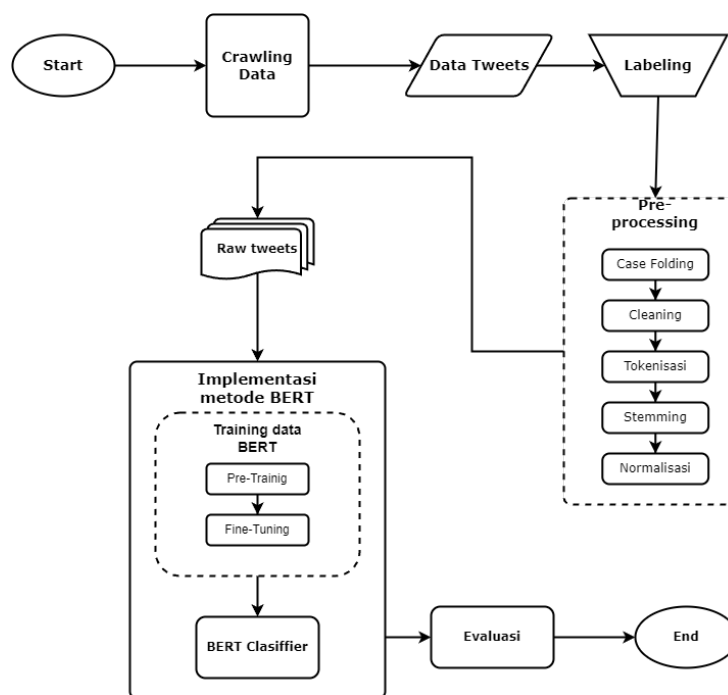 Start
Crawling
Data
Data Tweets
Labeling
Pre-
processing
Case Folding
Cleaning
Tokenisasi
Stemming
Normalisasi
Raw tweets
Implementasi
metode BERT
Training data
BERT
Pre-Trainig
Fine-Tuning
BERT Clasiffier
Evaluasi
End